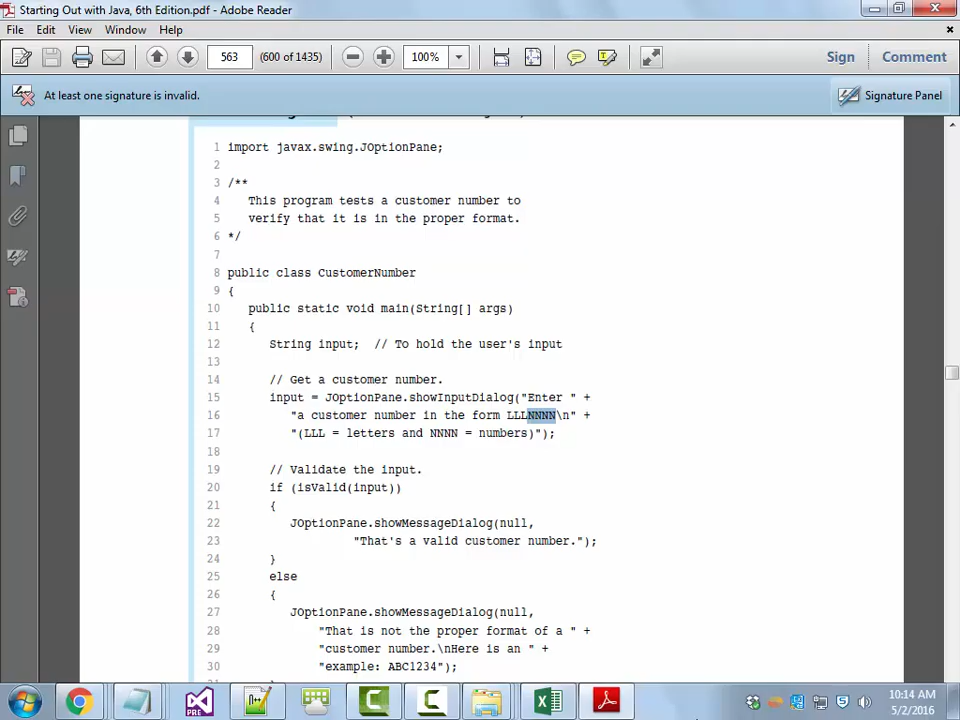 Starting Out with Java, 6th Edition.pdf - Adobe Reader
File Edit View Window Help
563 (600 of 1435) 100% Sign Comment
At least one signature is invalid. Signature Panel
1 import javax.swing.JOptionPane;
2
3 /**
4 This program tests a customer number to
5 verify that it is in the proper format.
6 */
7
8 public class CustomerNumber
9 {
10 public static void main(String[] args)
11 {
12 String input; // To hold the user's input
13
14 // Get a customer number.
15 input = JOptionPane.showInputDialog("Enter " +
16 "a customer number in the form LLLNNNN\n" +
17 "(LLL = letters and NNNN = numbers)");
18
19 // Validate the input.
20 if (isValid(input))
21 {
22 JOptionPane.showMessageDialog(null,
23 "That's a valid customer number.");
24 }
25 else
26 {
27 JOptionPane.showMessageDialog(null,
28 "That is not the proper format of a " +
29 "customer number.\nHere is an " +
30 "example: ABC1234");
PRE
10:14 AM
5/2/2016